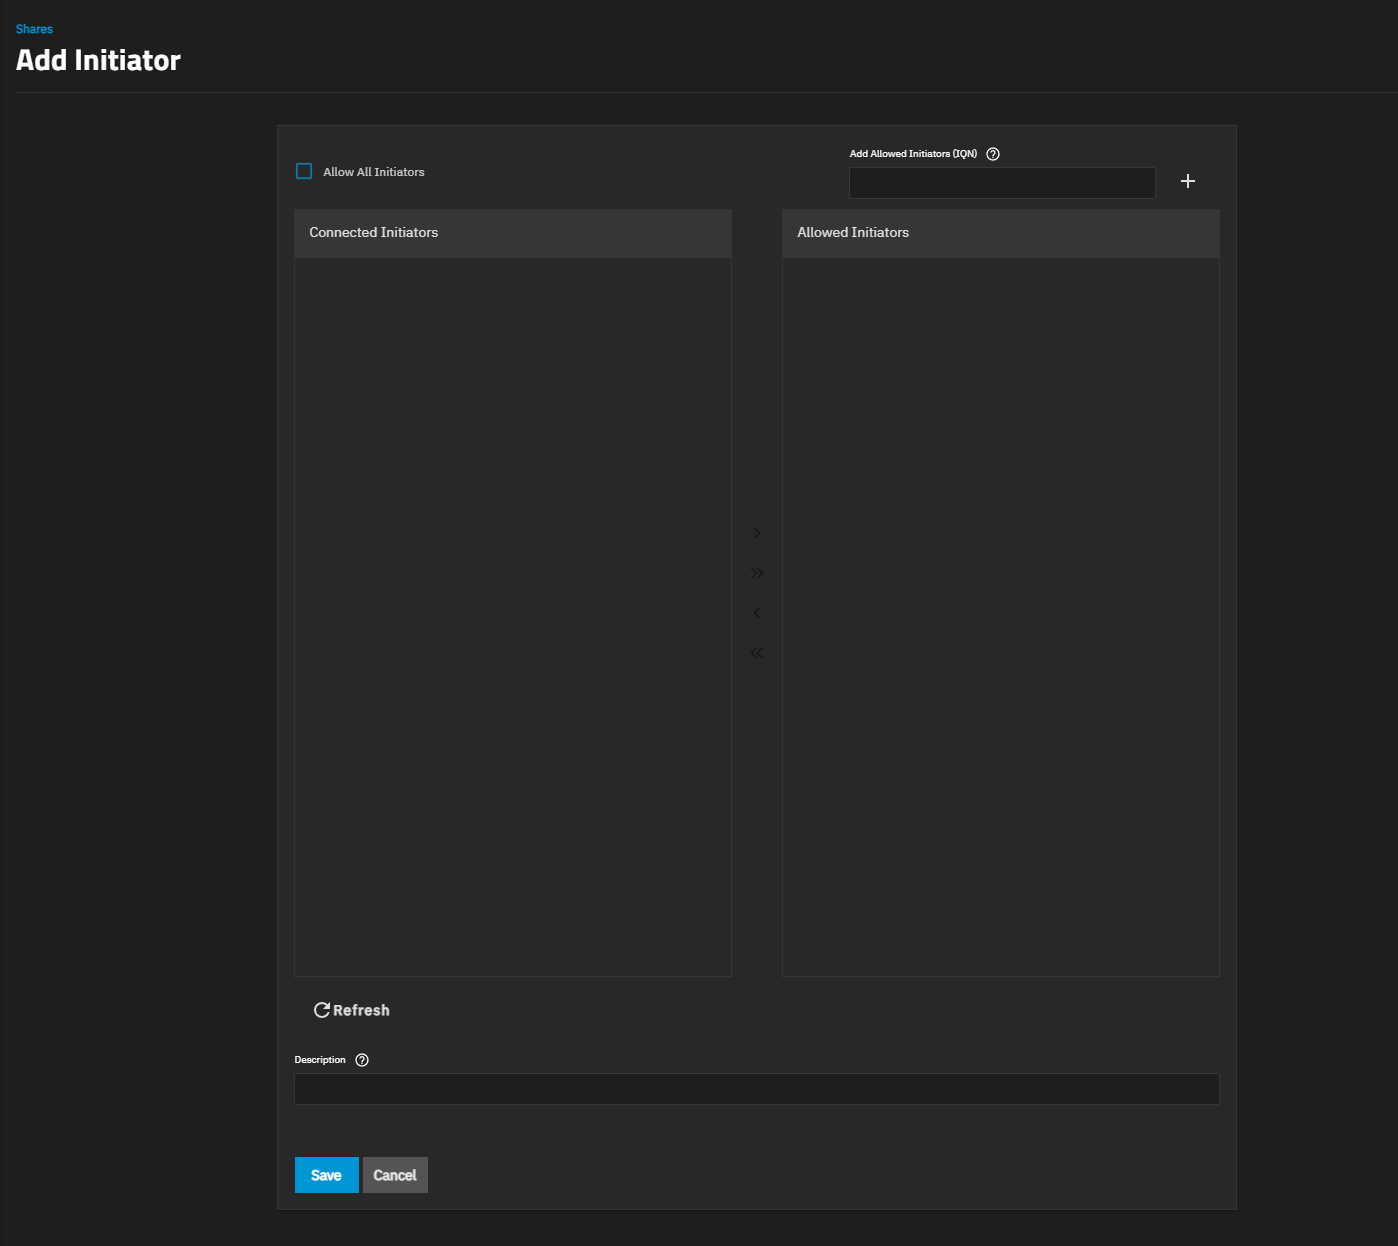 Shares
Add Initiator
Allow All Initiators
Add Allowed Initiators (IQN)
Connected Initiators
Allowed Initiators
Refresh
Description
Save
Cancel